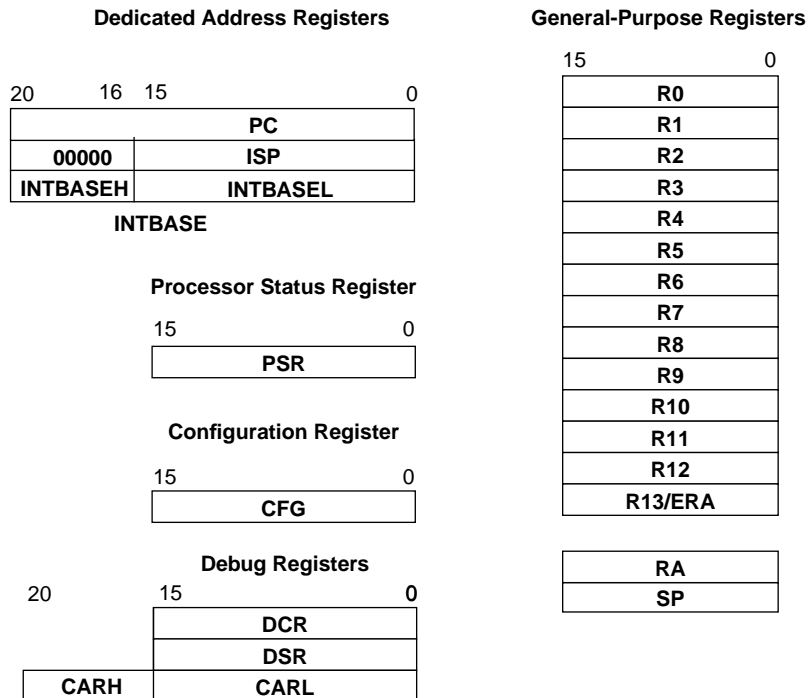 Dedicated Address Registers
20 16 15 0
PC
00000 ISP
INTBASEH INTBASEL
INTBASE
Processor Status Register
15 0
PSR
Configuration Register
15 0
CFG
Debug Registers
20 15 0
DCR
DSR
CARH CARL
General-Purpose Registers
15 0
R0
R1
R2
R3
R4
R5
R6
R7
R8
R9
R10
R11
R12
R13/ERA
RA
SP